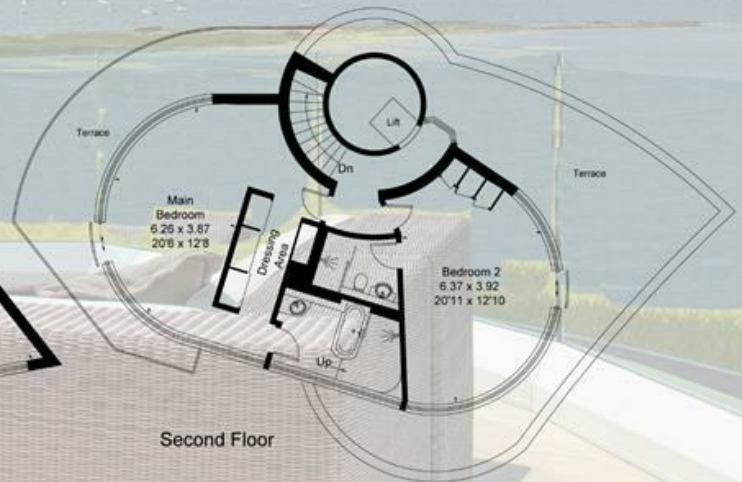 Lift
Terrace
Dn
Terrace
Main
Bedroom
6.26 x 3.87
20'6 x 12'8
Dressing
Area
Bedroom 2
6.37 x 3.92
20'11 x 12'10
Up
Second Floor